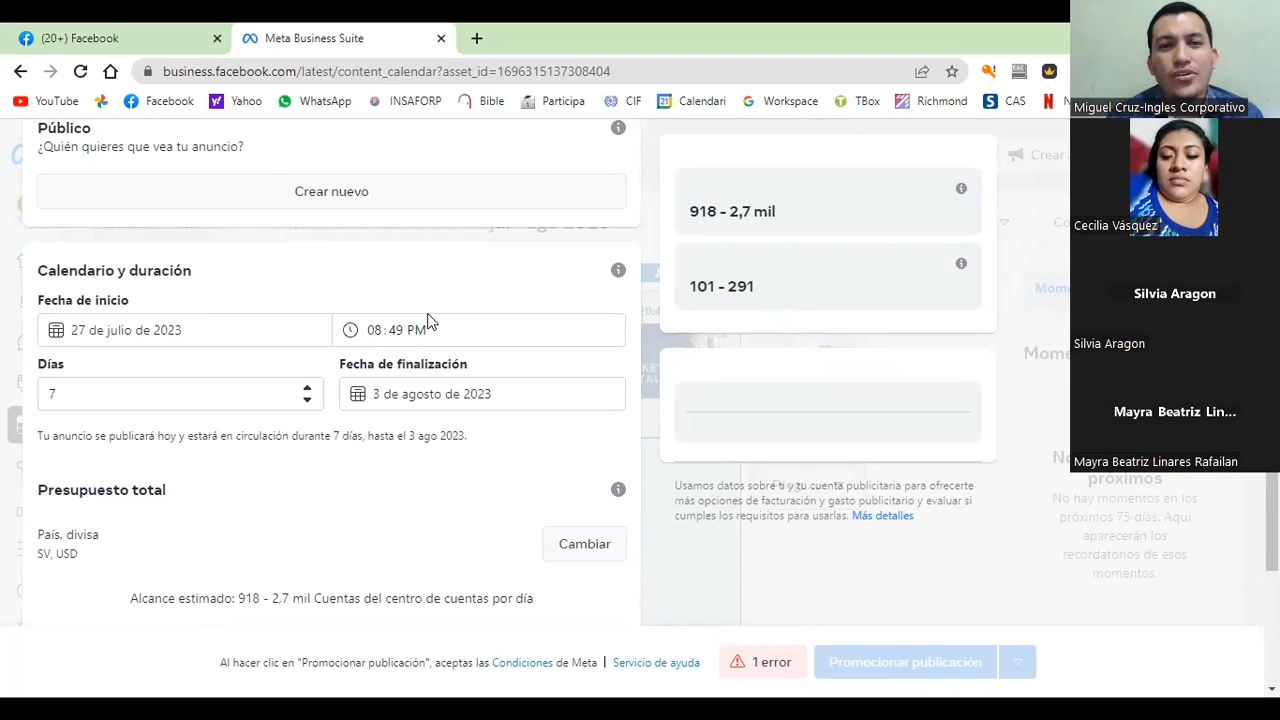 (20+) Facebook
Meta Business Suite
business.facebook.com/latest/content_calendar?asset_id=1696315137308404
YouTube
Facebook
Yahoo
WhatsApp
INSAFORP
Bible
Participa
CIF
Calendari
Workspace
TBox
Richmond
CAS
N
Público
¿Quién quieres que vea tu anuncio?
Crear nuevo
Calendario y duración
Fecha de inicio
27 de julio de 2023
08:49 PM
Días
Fecha de finalización
7
3 de agosto de 2023
Tu anuncio se publicará hoy y estará en circulación durante 7 días, hasta el 3 ago 2023.
Presupuesto total
País, divisa
SV, USD
Cambiar
Alcance estimado: 918 - 2,7 mil Cuentas del centro de cuentas por día
918 - 2,7 mil
101 - 291
Usamos datos sobre ti y tu cuenta publicitaria para ofrecerte
más opciones de facturación y gasto publicitario y evaluar si
cumples los requisitos para usarlas. Más detalles
Crear
Mome
próximos
No hay momentos en los
próximos 75 días. Aquí
aparecerán los
recordatorios de esos
momentos.
Al hacer clic en "Promocionar publicación", aceptas las Condiciones de Meta
Servicio de ayuda
1 error
Promocionar publicación
Miguel Cruz-Ingles Corporativo
Cecilia Vásquez
Silvia Aragon
Silvia Aragon
Mayra Beatriz Lin...
Mayra Beatriz Linares Rafailan